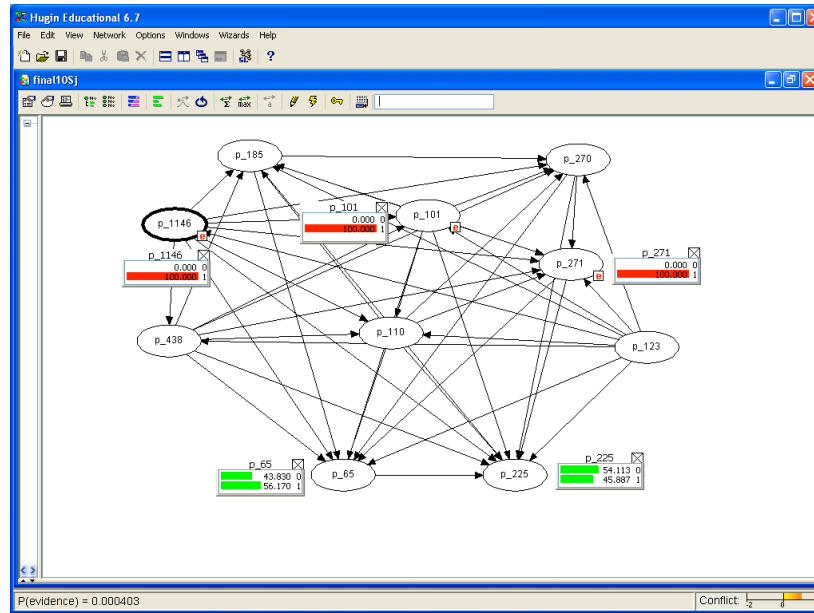 Hugin Educational 6.7
File Edit View Network Options Windows Wizards Help
final10Sj
p_185
p_270
p_1146
p_101
0.000 0
100.000 1
p_101
e
e
p_1146
0.000 0
100.000 1
p_271
e
p_271
0.000 0
100.000 1
p_438
p_110
p_123
p_65
43.830 0
56.170 1
p_65
p_225
p_225
54.113 0
45.887 1
P(evidence) = 0.000403
Conflict: -2 0